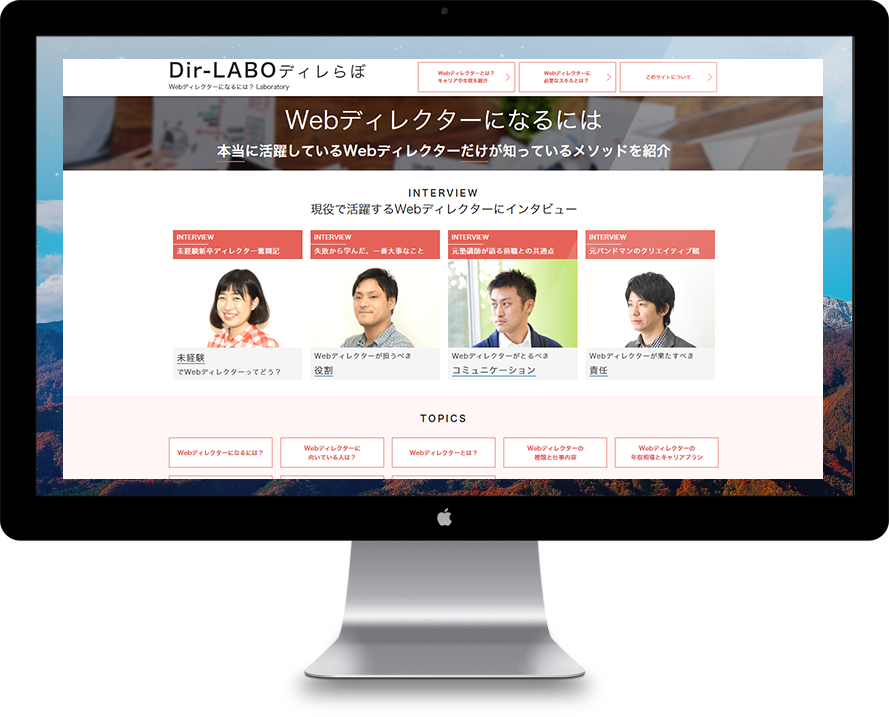 Dir-LABOディレらぼ
Webディレクターになるには? Laboratory
Webディレクターとは?
キャリアや年収を紹介
Webディレクターに
必要なスキルとは?
このサイトについて
Webディレクターになるには
本当に活躍しているWebディレクターだけが知っているメソッドを紹介
INTERVIEW
現役で活躍するWebディレクターにインタビュー
INTERVIEW
未経験新卒ディレクター奮闘記
INTERVIEW
失敗から学んだ、一番大事なこと
INTERVIEW
元塾講師が語る前職との共通点
INTERVIEW
元バンドマンのクリエイティブ観
未経験
でWebディレクターってどう?
Webディレクターが担うべき
役割
Webディレクターがとるべき
コミュニケーション
Webディレクターが果たすべき
責任
TOPICS
Webディレクターになるには?
Webディレクターに
向いている人は?
Webディレクターとは?
Webディレクターの
種類と仕事内容
Webディレクターの
年収相場とキャリアプラン